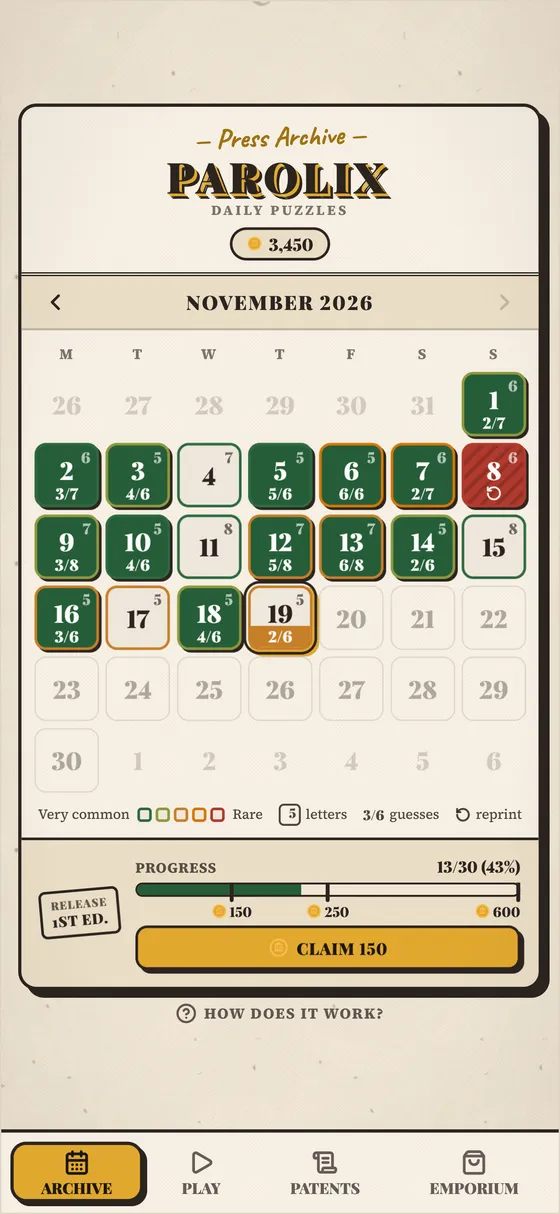 — Press Archive —
PAROLIX
DAILY PUZZLES
3,450
NOVEMBER 2026
M T W T F S S
26 27 28 29 30 31 1 6 2/7
2 6 3/7 3 5 4/6 4 7 5 5 5/6 6 5 6/6 7 6 2/7 8 6
9 7 3/8 10 5 4/6 11 8 12 7 5/8 13 7 6/8 14 5 2/6 15 8
16 5 3/6 17 5 18 5 4/6 19 5 2/6 20 21 22
23 24 25 26 27 28 29
30 1 2 3 4 5 6
Very common Rare 5 letters 3/6 guesses reprint
PROGRESS 13/30 (43%)
RELEASE
1ST ED.
150 250 600
CLAIM 150
? HOW DOES IT WORK?
ARCHIVE PLAY PATENTS EMPORIUM